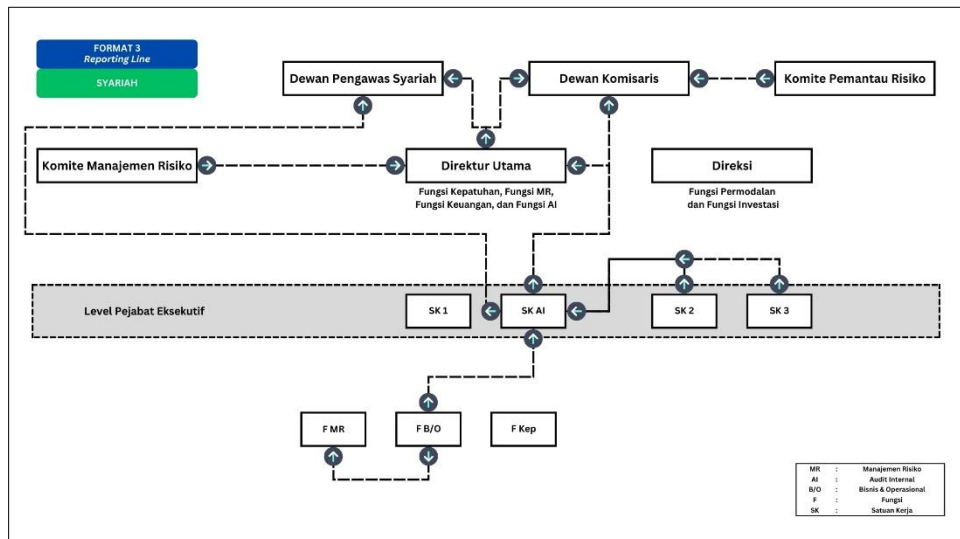 FORMAT 3
Reporting Line
SYARIAH
Dewan Pengawas Syariah
Dewan Komisaris
Komite Pemantau Risiko
Komite Manajemen Risiko
Direktur Utama
Direksi
Fungsi Kepatuhan, Fungsi MR,
Fungsi Keuangan, dan Fungsi AI
Fungsi Permodalan
dan Fungsi Investasi
Level Pejabat Eksekutif
SK 1
SK AI
SK 2
SK 3
F MR
F B/O
F Kep
MR : Manajemen Risiko
AI : Audit Internal
B/O : Bisnis & Operasional
F : Fungsi
SK : Satuan Kerja